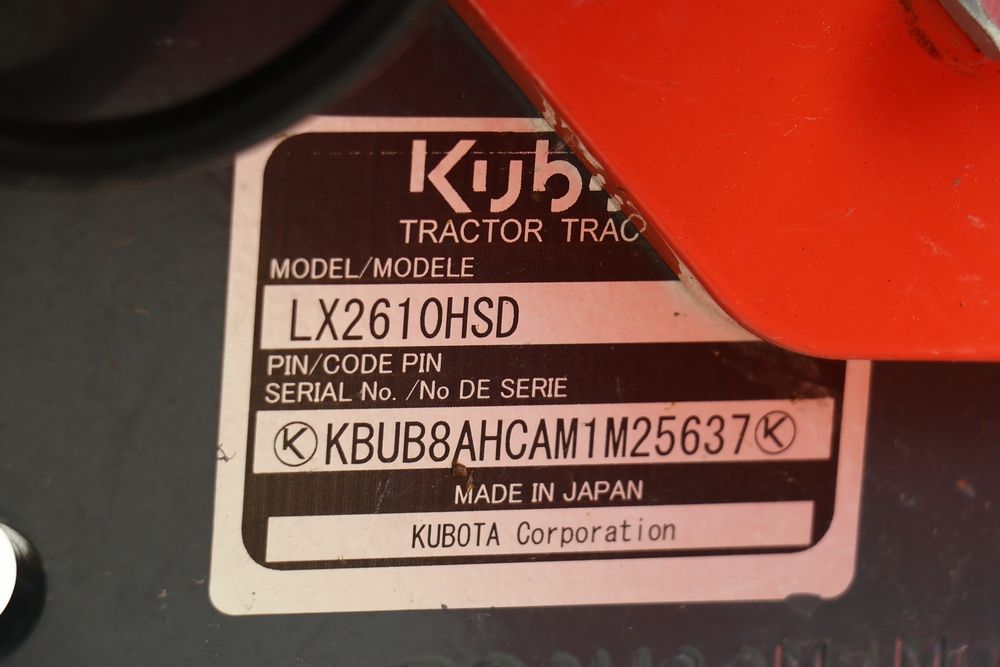 Kub
TRACTOR TRAC
MODEL/MODELE
LX2610HSD
PIN/CODE PIN
SERIAL No. /No DE SERIE
KBUB8AHCAM1M25637
MADE IN JAPAN
KUBOTA Corporation